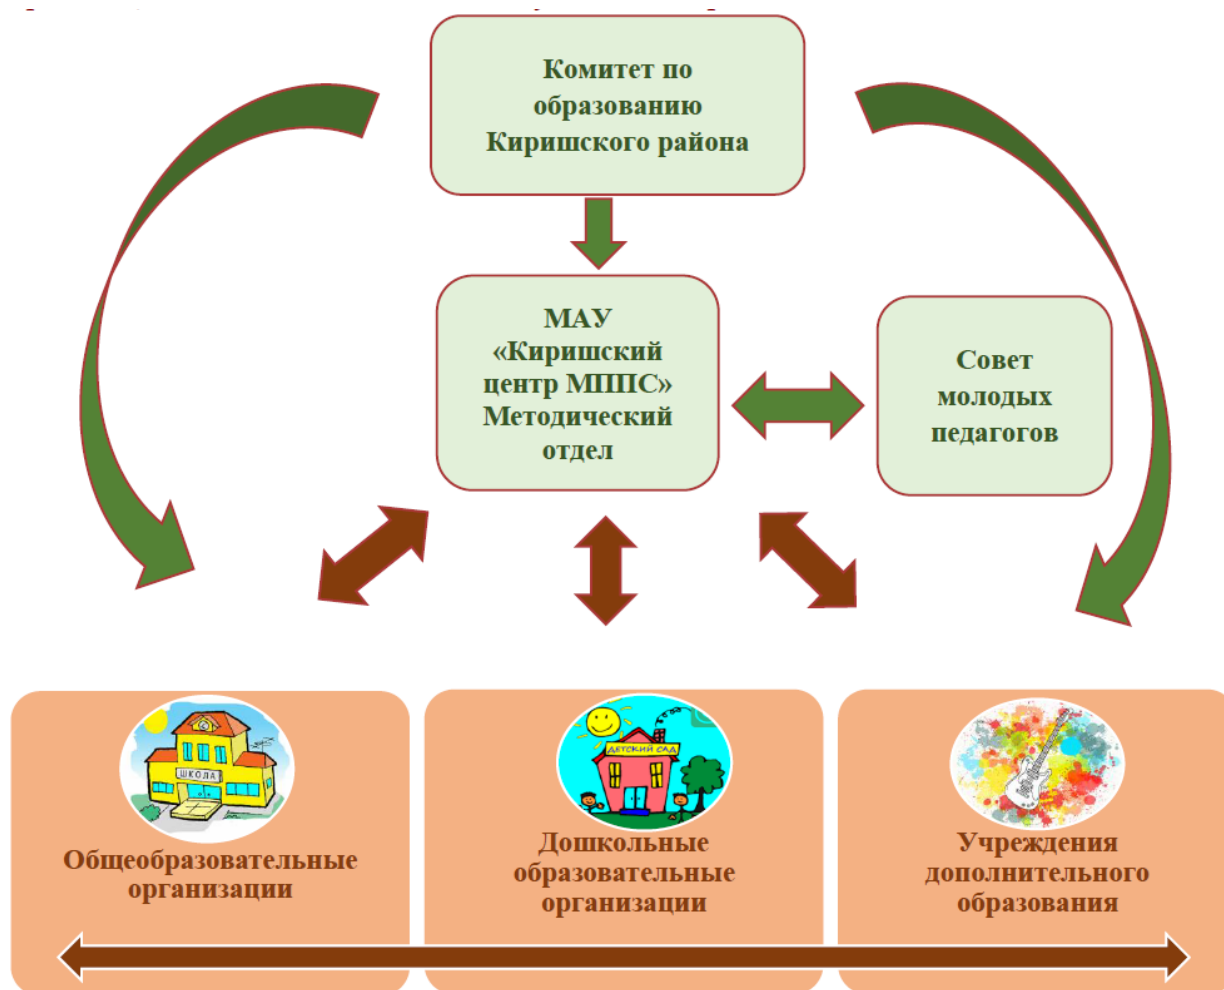 Комитет по
образованию
Киришского района
МАУ
«Киришский
центр МППС»
Методический
отдел
Совет
молодых
педагогов
ШКОЛА
Общеобразовательные
организации
ДЕТСКИЙ САД
Дошкольные
образовательные
организации
Учреждения
дополнительного
образования